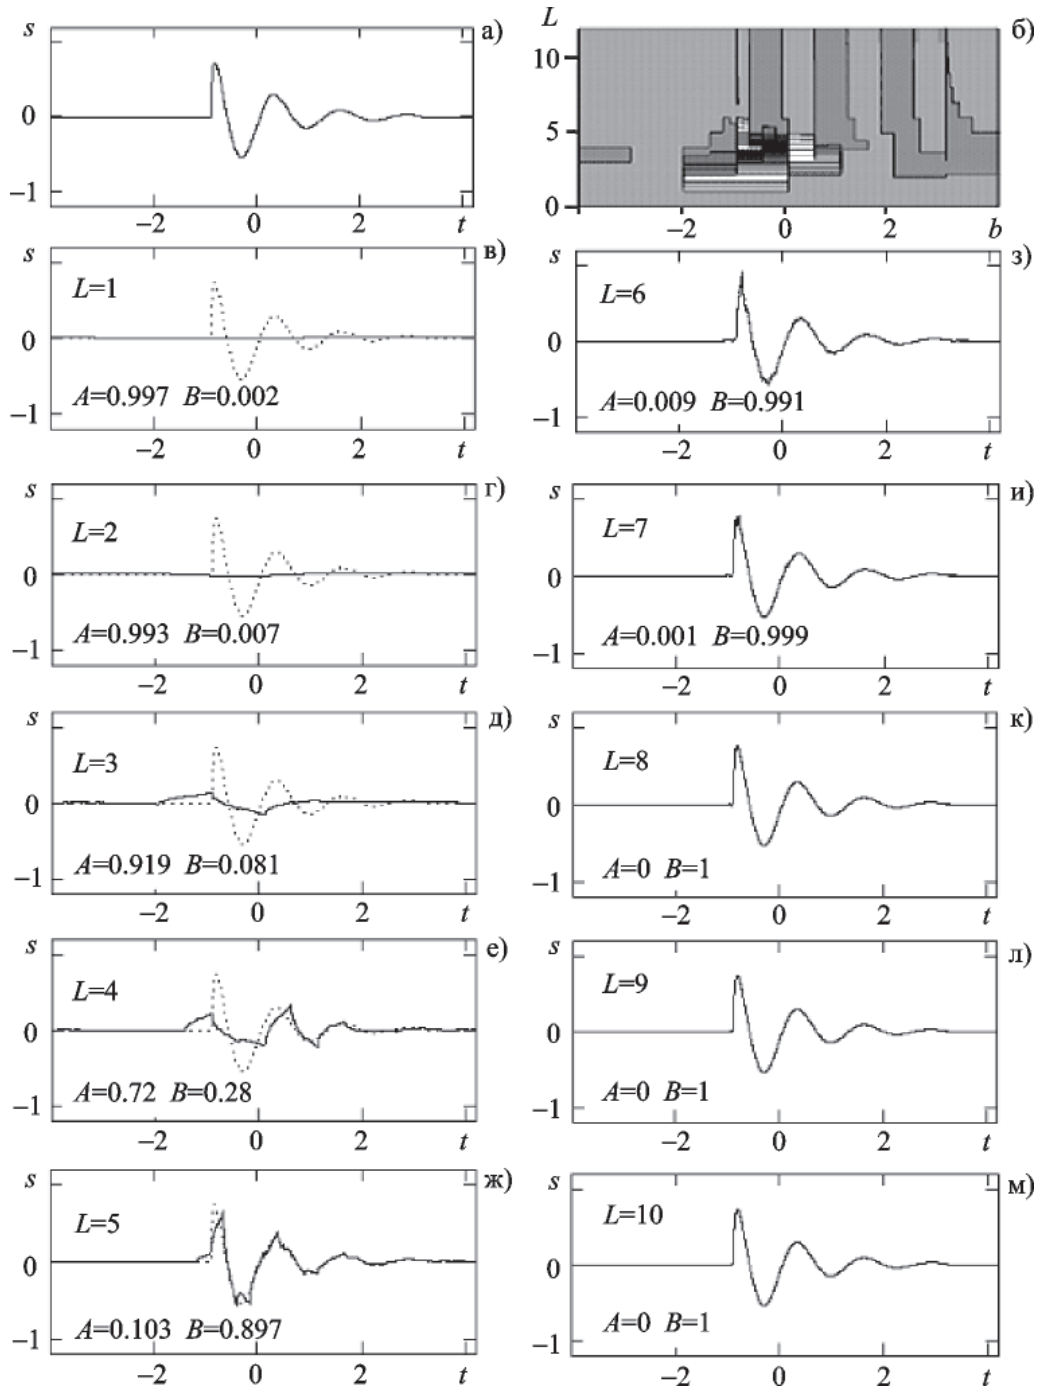 s
а)
0
−1
−2
0
2
t
L
б)
10
5
0
−2
0
2
b
s
в)
L=1
0
A=0.997 B=0.002
−1
−2
0
2
t
s
г)
L=2
0
A=0.993 B=0.007
−1
−2
0
2
t
s
д)
L=3
0
A=0.919 B=0.081
−1
−2
0
2
t
s
е)
L=4
0
A=0.72 B=0.28
−1
−2
0
2
t
s
ж)
L=5
0
A=0.103 B=0.897
−1
−2
0
2
t
s
з)
L=6
0
A=0.009 B=0.991
−1
−2
0
2
t
s
и)
L=7
0
A=0.001 B=0.999
−1
−2
0
2
t
s
к)
L=8
0
A=0 B=1
−1
−2
0
2
t
s
л)
L=9
0
A=0 B=1
−1
−2
0
2
t
s
м)
L=10
0
A=0 B=1
−1
−2
0
2
t